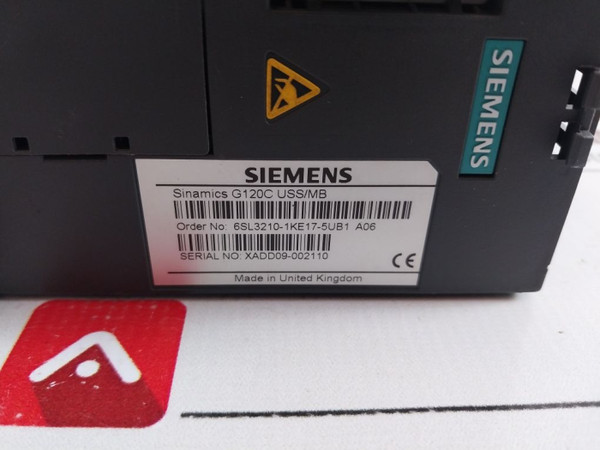 SIEMENS
SIEMENS
Sinamics G120C USS/MB
Order No: 6SL3210-1KE17-5UB1 A06
SERIAL NO: XADD09-002110
CE
Made in United Kingdom